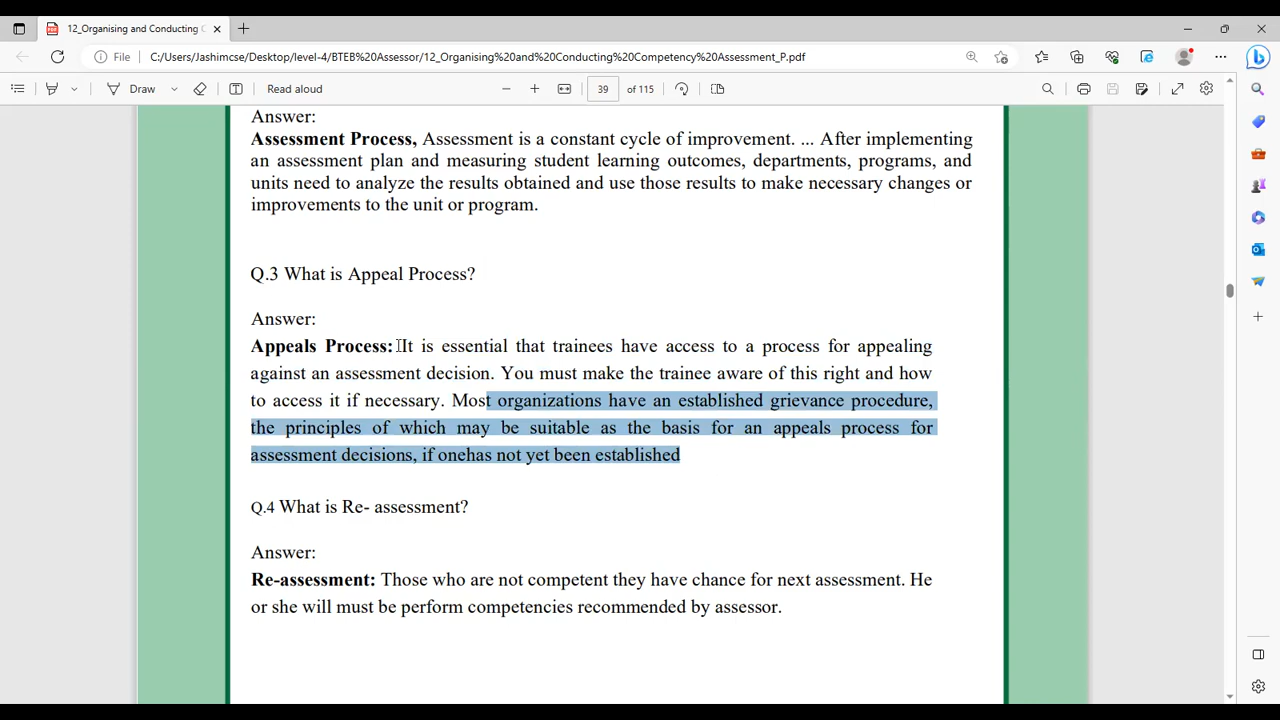 12_Organising and Conducting C
File
C:/Users/Jashimcse/Desktop/level-4/BTEB%20Assessor/12_Organising%20and%20Conducting%20Competency%20Assessment_P.pdf
Draw
Read aloud
39
of 115
Answer:
Assessment Process, Assessment is a constant cycle of improvement. ... After implementing
an assessment plan and measuring student learning outcomes, departments, programs, and
units need to analyze the results obtained and use those results to make necessary changes or
improvements to the unit or program.
Q.3 What is Appeal Process?
Answer:
Appeals Process: It is essential that trainees have access to a process for appealing
against an assessment decision. You must make the trainee aware of this right and how
to access it if necessary. Most organizations have an established grievance procedure,
the principles of which may be suitable as the basis for an appeals process for
assessment decisions, if onehas not yet been established
Q.4 What is Re- assessment?
Answer:
Re-assessment: Those who are not competent they have chance for next assessment. He
or she will must be perform competencies recommended by assessor.